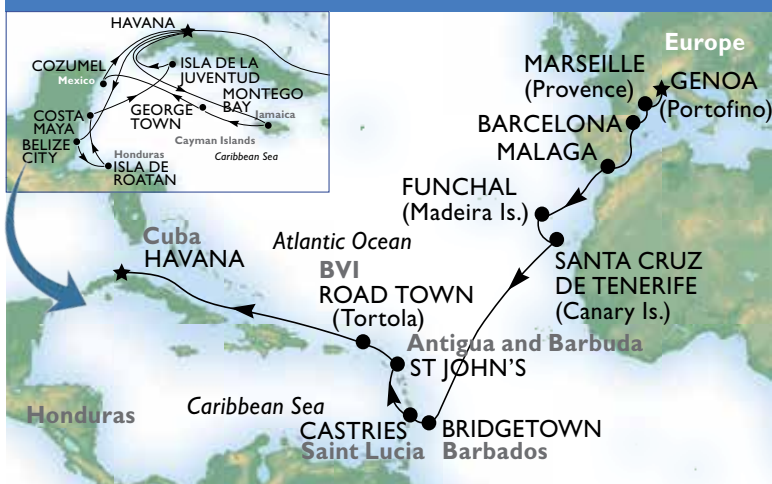 HAVANA
COZUMEL
Mexico
ISLA DE LA
JUVENTUD
MONTEGO
BAY
Jamaica
COSTA
MAYA
GEORGE
TOWN
Cayman Islands
BELIZE
CITY
Honduras
ISLA DE
ROATAN
Caribbean Sea
Europe
MARSEILLE
(Provence)
GENOA
(Portofino)
BARCELONA
MALAGA
FUNCHAL
(Madeira Is.)
SANTA CRUZ
DE TENERIFE
(Canary Is.)
Cuba
HAVANA
Atlantic Ocean
BVI
ROAD TOWN
(Tortola)
Antigua and Barbuda
ST JOHN'S
Honduras
Caribbean Sea
CASTRIES
Saint Lucia
BRIDGETOWN
Barbados